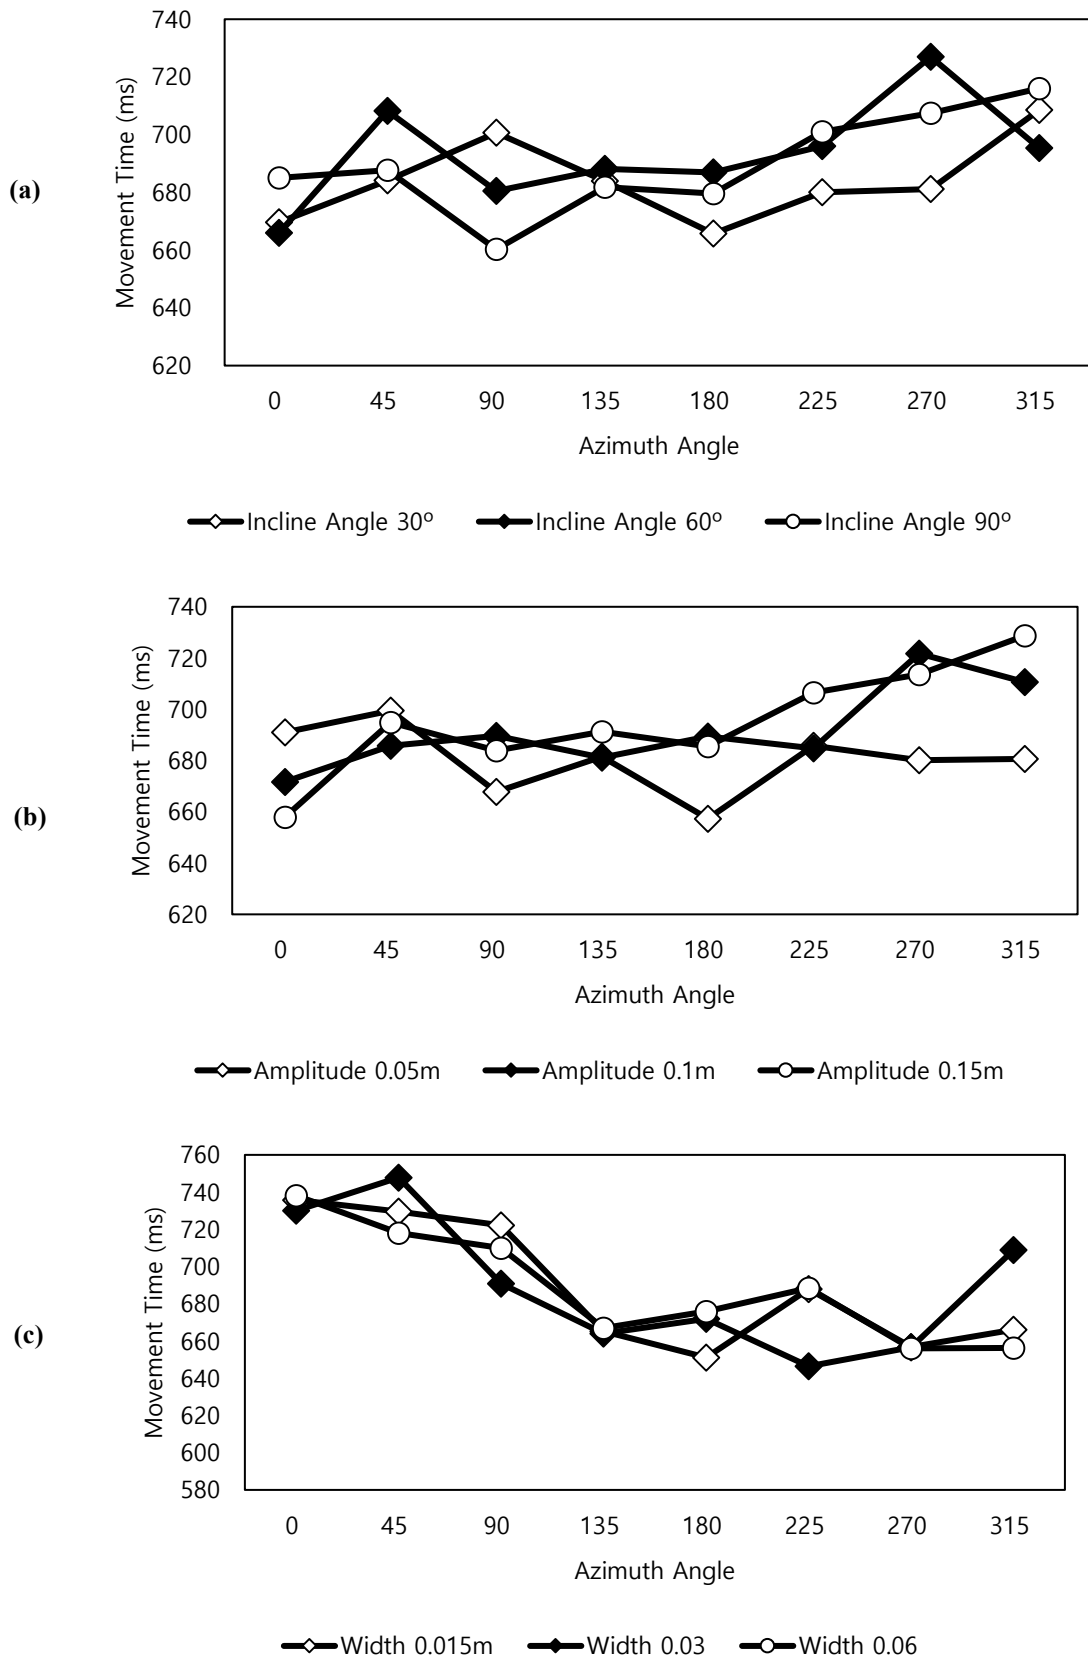 (a)
Movement Time (ms)
740
720
700
680
660
640
620
0 45 90 135 180 225 270 315
Azimuth Angle
Incline Angle 30º Incline Angle 60º Incline Angle 90º
(b)
Movement Time (ms)
740
720
700
680
660
640
620
0 45 90 135 180 225 270 315
Azimuth Angle
Amplitude 0.05m Amplitude 0.1m Amplitude 0.15m
(c)
Movement Time (ms)
760
740
720
700
680
660
640
620
600
580
0 45 90 135 180 225 270 315
Azimuth Angle
Width 0.015m Width 0.03 Width 0.06